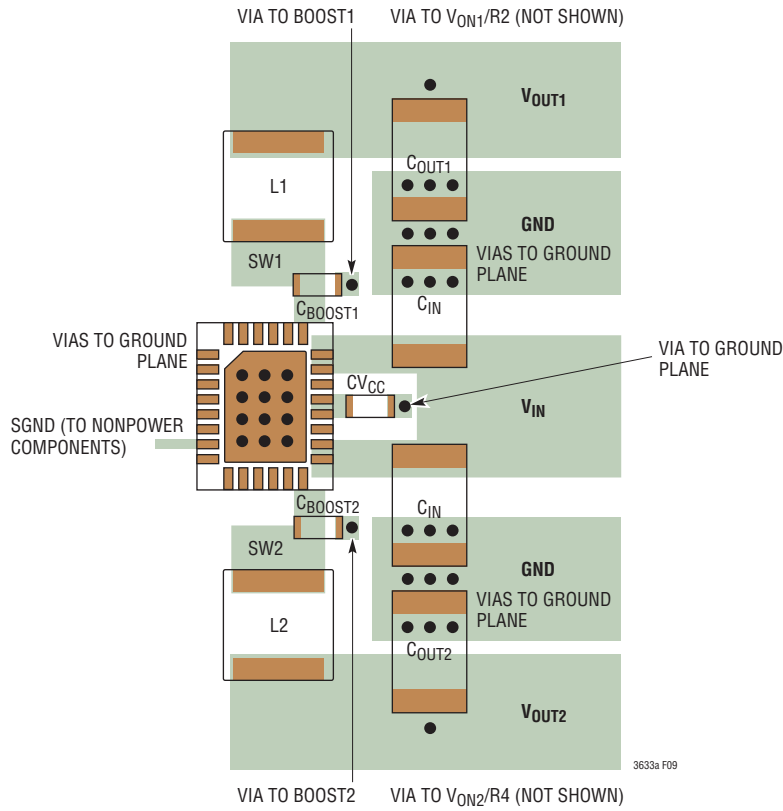 VIA TO BOOST1
VIA TO VON1/R2 (NOT SHOWN)
VOUT1
COUT1
L1
GND
VIAS TO GROUND
PLANE
SW1
CBOOST1
CIN
VIAS TO GROUND
PLANE
CVCC
VIA TO GROUND
PLANE
VIN
SGND (TO NONPOWER
COMPONENTS)
CBOOST2
CIN
SW2
GND
VIAS TO GROUND
PLANE
L2
COUT2
VOUT2
3633a F09
VIA TO BOOST2
VIA TO VON2/R4 (NOT SHOWN)